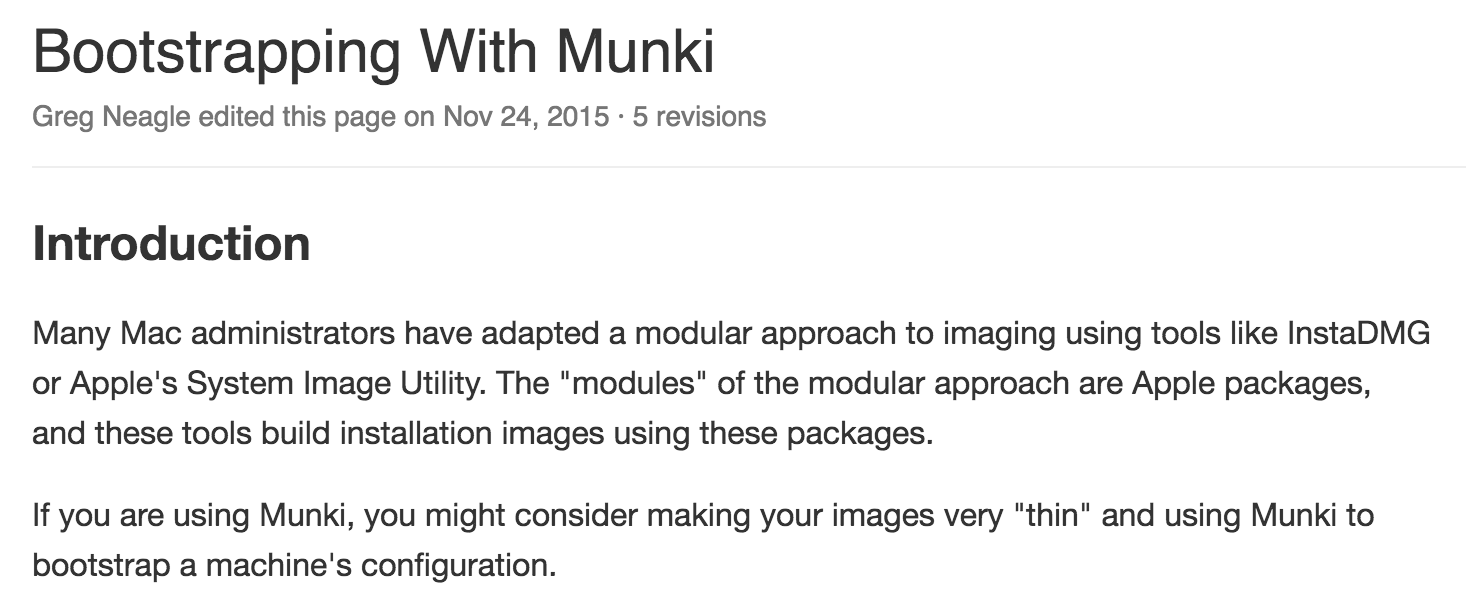 Bootstrapping With Munki
Greg Neagle edited this page on Nov 24, 2015 · 5 revisions
Introduction
Many Mac administrators have adapted a modular approach to imaging using tools like InstaDMG
or Apple's System Image Utility. The "modules" of the modular approach are Apple packages,
and these tools build installation images using these packages.
If you are using Munki, you might consider making your images very "thin" and using Munki to
bootstrap a machine's configuration.